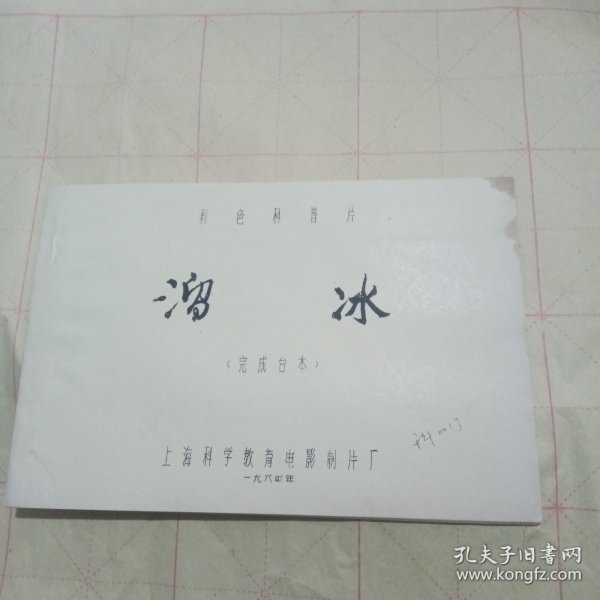 彩色科普片
溜冰
（完成台本）
上海科学教育电影制片厂
一九八四年
孔夫子旧书网
www.kongfz.com